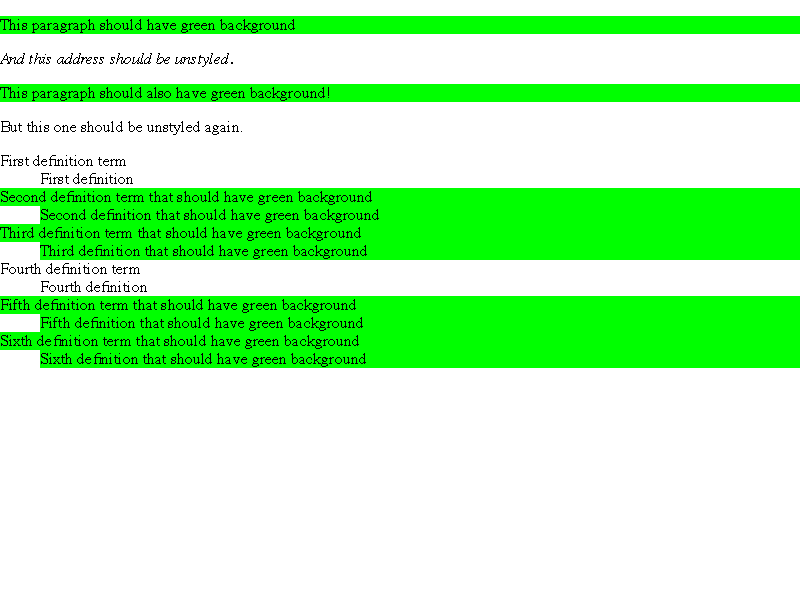 This paragraph should have green background
And this address should be unstyled.
This paragraph should also have green background!
But this one should be unstyled again.
First definition term
First definition
Second definition term that should have green background
Second definition that should have green background
Third definition term that should have green background
Third definition that should have green background
Fourth definition term
Fourth definition
Fifth definition term that should have green background
Fifth definition that should have green background
Sixth definition term that should have green background
Sixth definition that should have green background